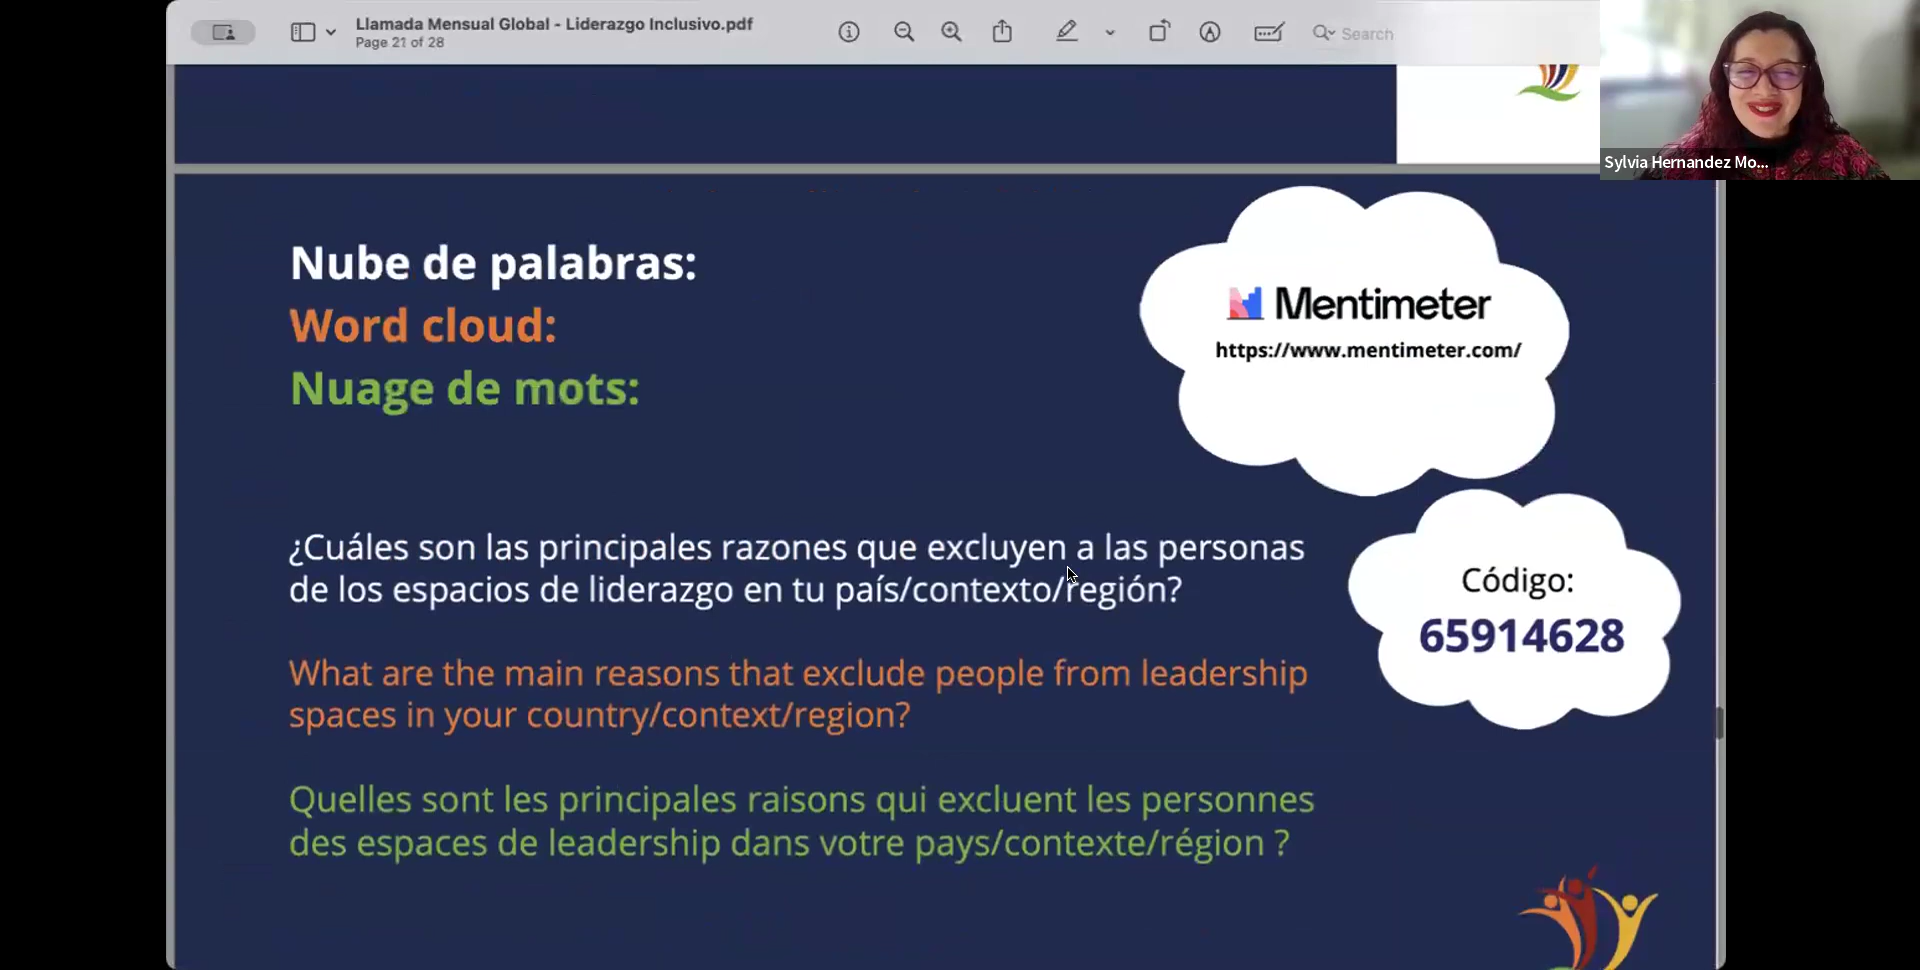 Llamada Mensual Global - Liderazgo Inclusivo.pdf
Page 21 of 28
Search
Sylvia Hernandez Mo...
Nube de palabras:
Word cloud:
Nuage de mots:
Mentimeter
https://www.mentimeter.com/
¿Cuáles son las principales razones que excluyen a las personas
de los espacios de liderazgo en tu país/contexto/región?
Código:
65914628
What are the main reasons that exclude people from leadership
spaces in your country/context/region?
Quelles sont les principales raisons qui excluent les personnes
des espaces de leadership dans votre pays/contexte/région ?